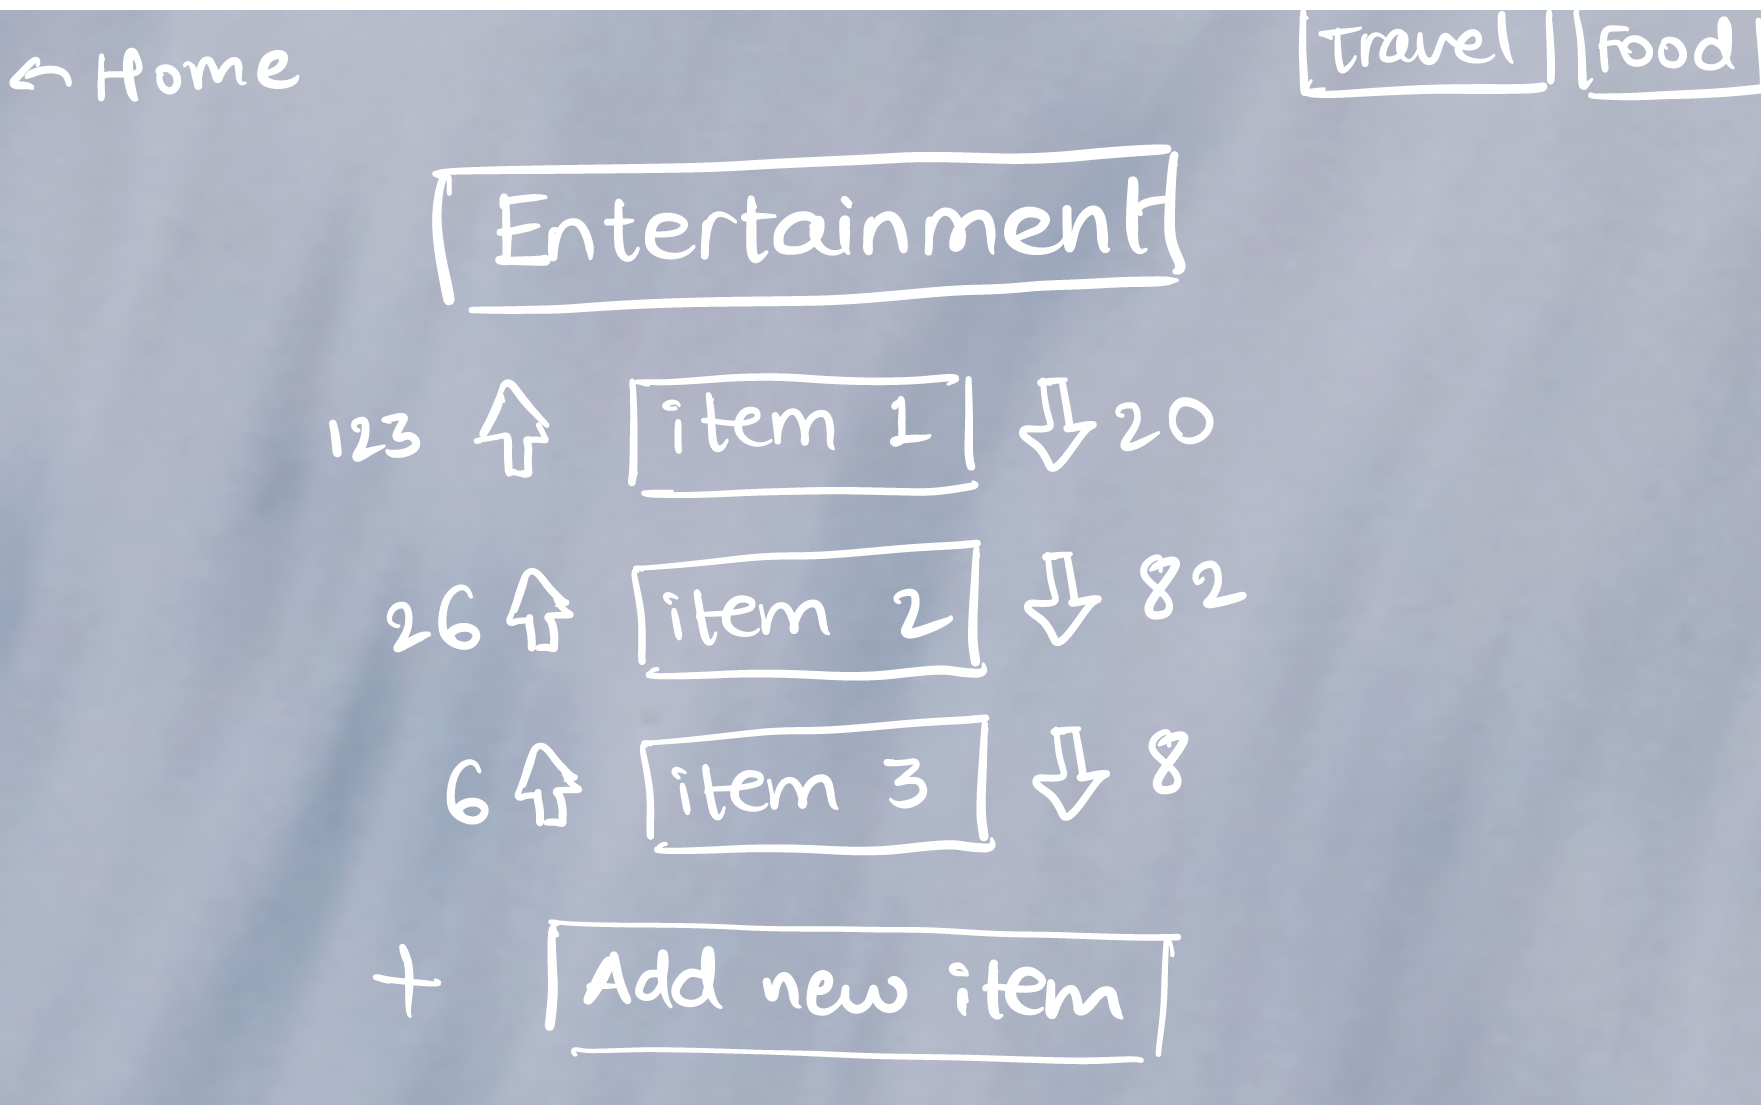 ← Home
Travel
Food
Entertainment
123 item 1 20
26 item 2 82
6 item 3 8
+ Add new item